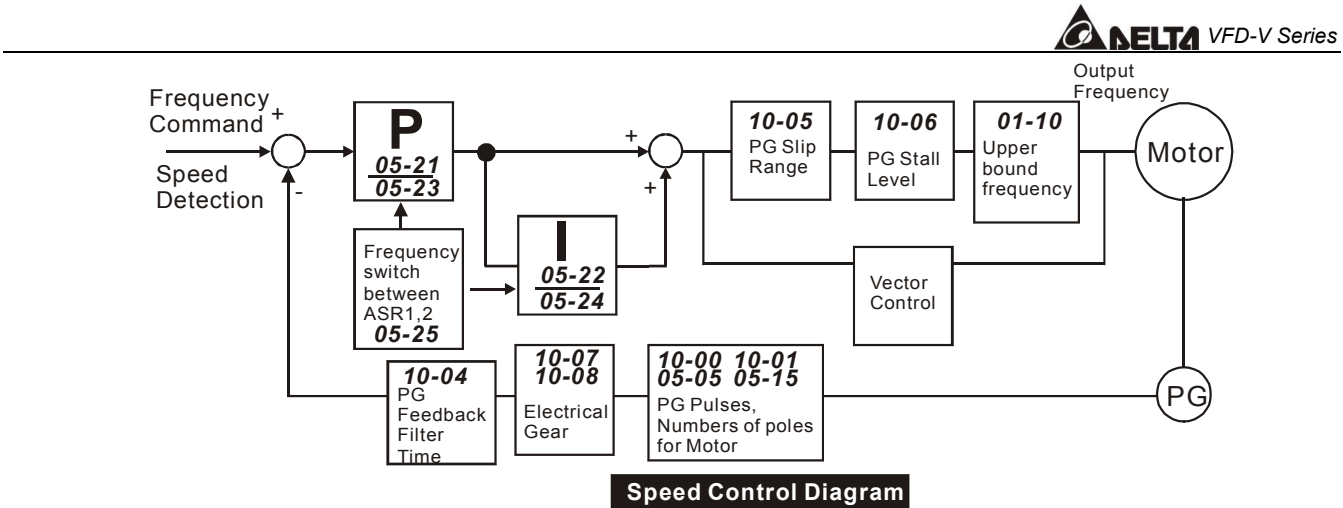 DELTA VFD-V Series
Frequency
Command
+
Speed
Detection
-
P
05-21
05-23
Frequency
switch
between
ASR1,2
05-25
I
05-22
05-24
+
+
10-05
PG Slip
Range
10-06
PG Stall
Level
01-10
Upper
bound
frequency
Output
Frequency
Motor
Vector
Control
10-04
PG
Feedback
Filter
Time
10-07
10-08
Electrical
Gear
10-00 10-01
05-05 05-15
PG Pulses,
Numbers of poles
for Motor
PG
Speed Control Diagram